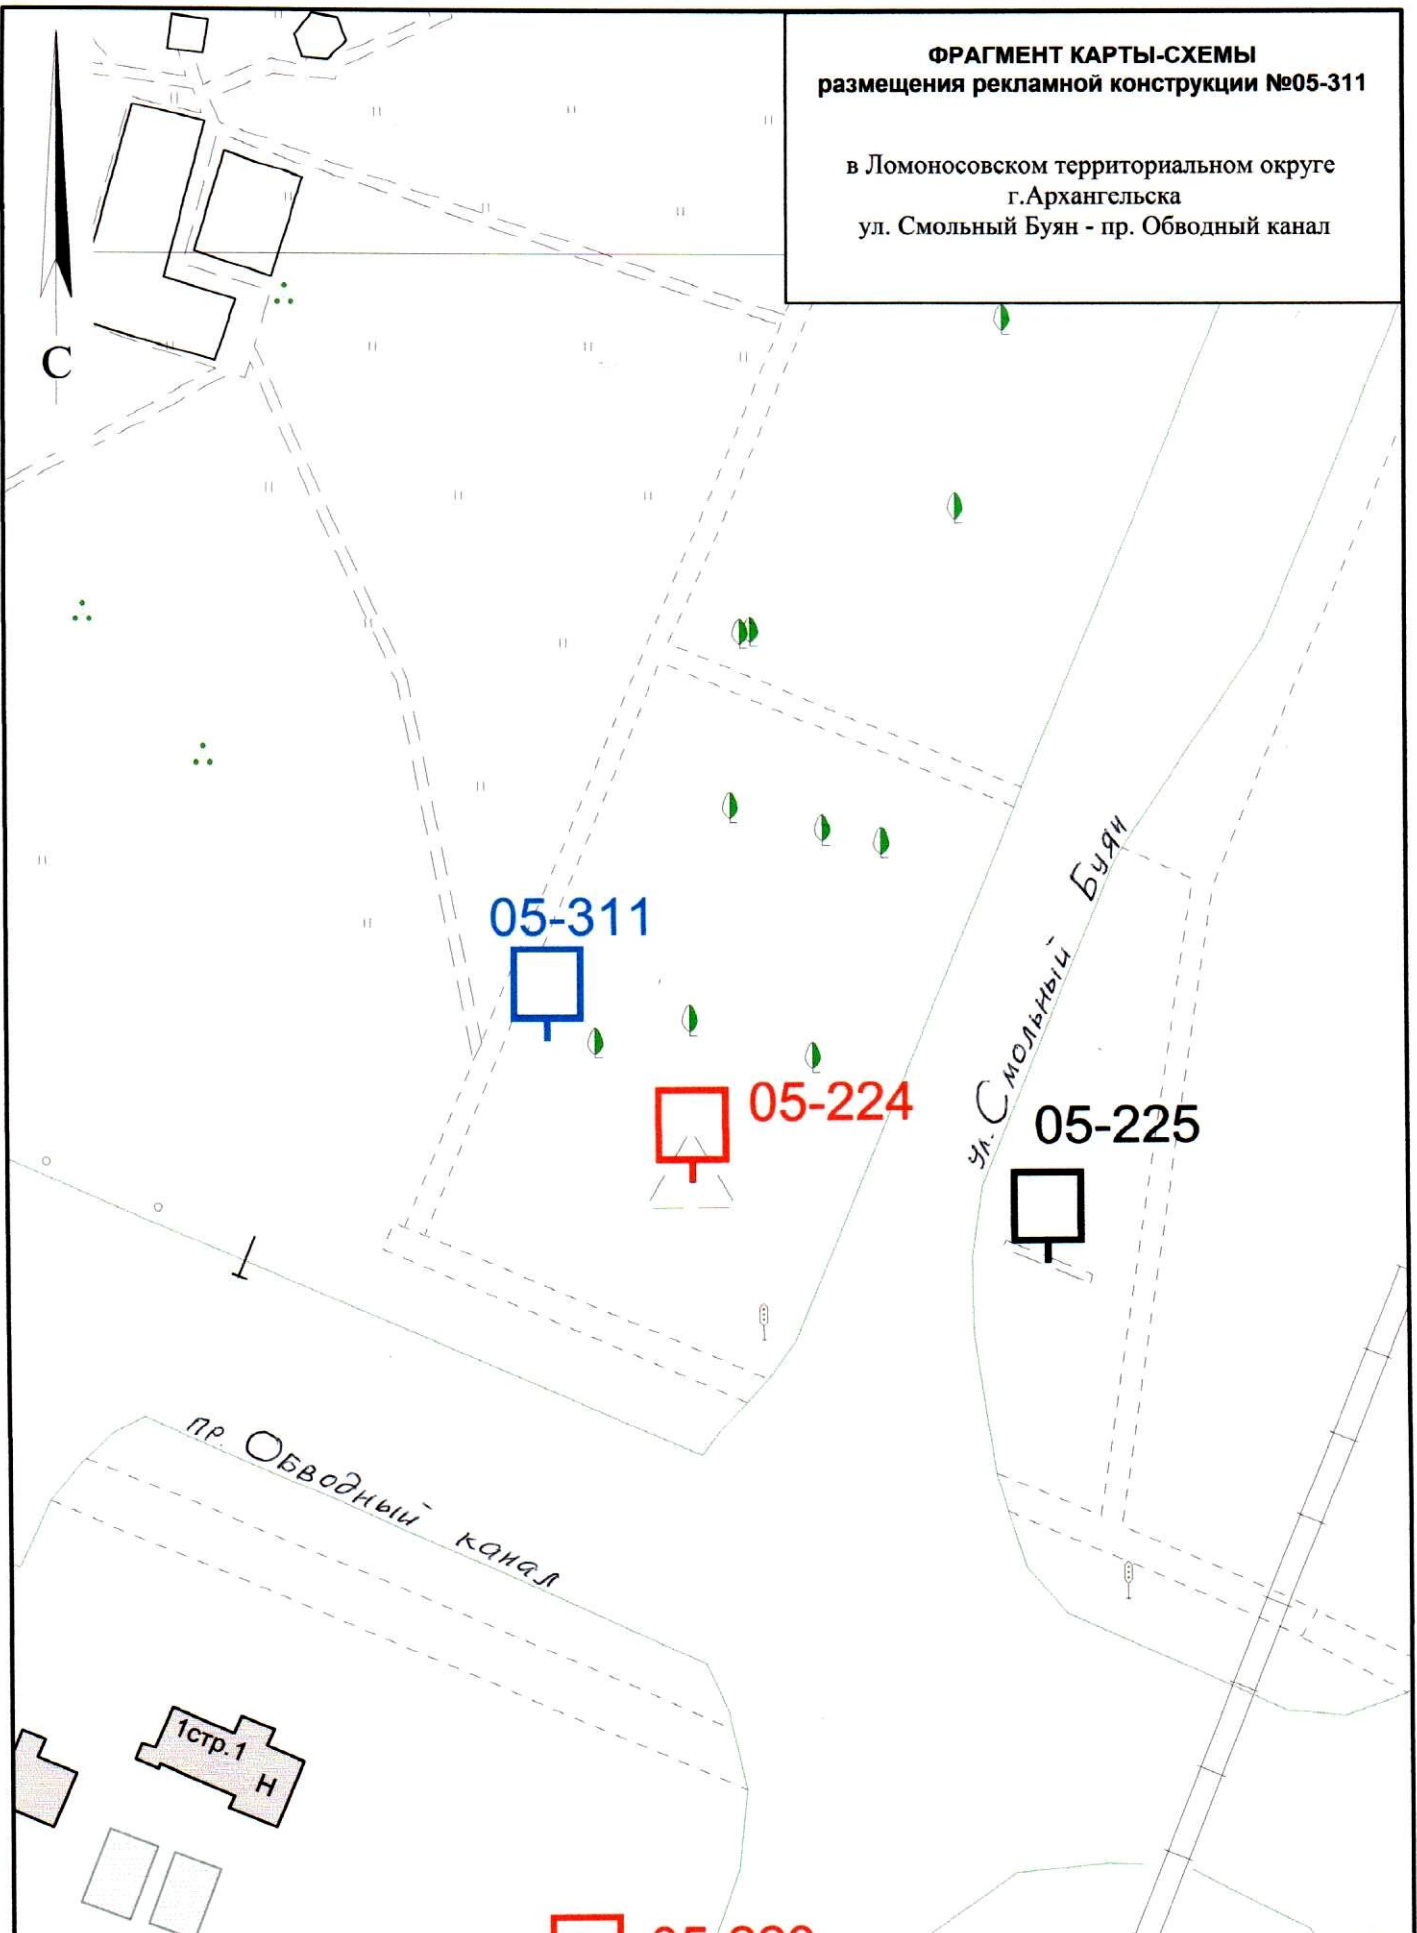 ФРАГМЕНТ КАРТЫ-СХЕМЫ
размещения рекламной конструкции №05-311
в Ломоносовском территориальном округе
г.Архангельска
ул. Смольный Буян - пр. Обводный канал
С
05-311
05-224
ул. Смольный Буян
05-225
пр. Обводный канал
1стр.1
Н